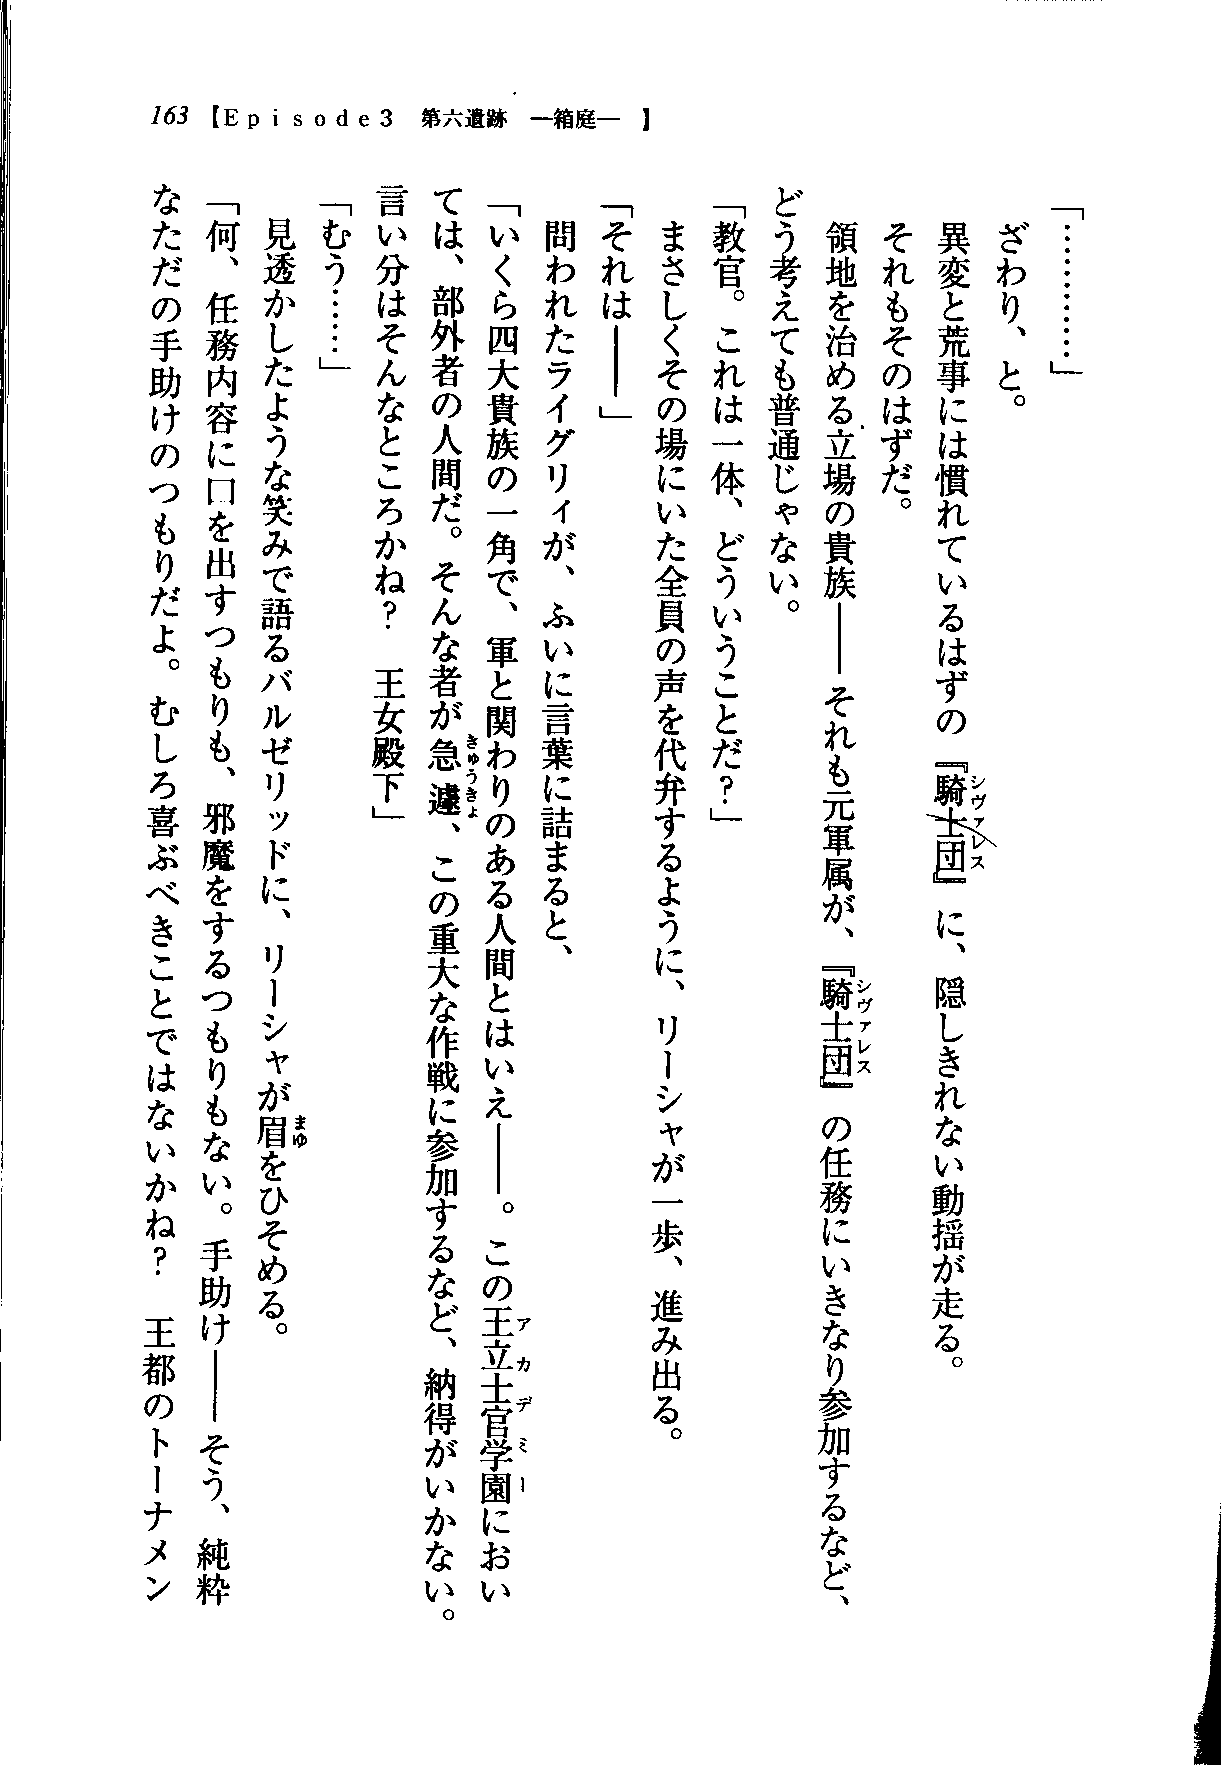 163 【Episode3 第六遺跡 ―箱庭― 】
「…………」
ざわり、と。
異変と荒事には慣れているはずの『騎士団』に、隠しきれない動揺が走る。
シヴァレス
それもそのはずだ。
領地を治める立場の貴族――それも元軍属が、『騎士団』の任務にいきなり参加するなど、
シヴァレス
どう考えても普通じゃない。
「教官。これは一体、どういうことだ？」
まさしくその場にいた全員の声を代弁するように、リーシャが一歩、進み出る。
「それは――」
問われたライグリィが、ふいに言葉に詰まると、
「いくら四大貴族の一角で、軍と関わりのある人間とはいえ――。この王立士官学園におい
アカデミー
ては、部外者の人間だ。そんな者が急遽、この重大な作戦に参加するなど、納得がいかない。
きゅうきょ
言い分はそんなところかね？　王女殿下」
「むう……」
見透かしたような笑みで語るバルゼリッドに、リーシャが眉をひそめる。
まゆ
「何、任務内容に口を出すつもりも、邪魔をするつもりもない。手助け――そう、純粋
なただの手助けのつもりだよ。むしろ喜ぶべきことではないかね？　王都のトーナメン